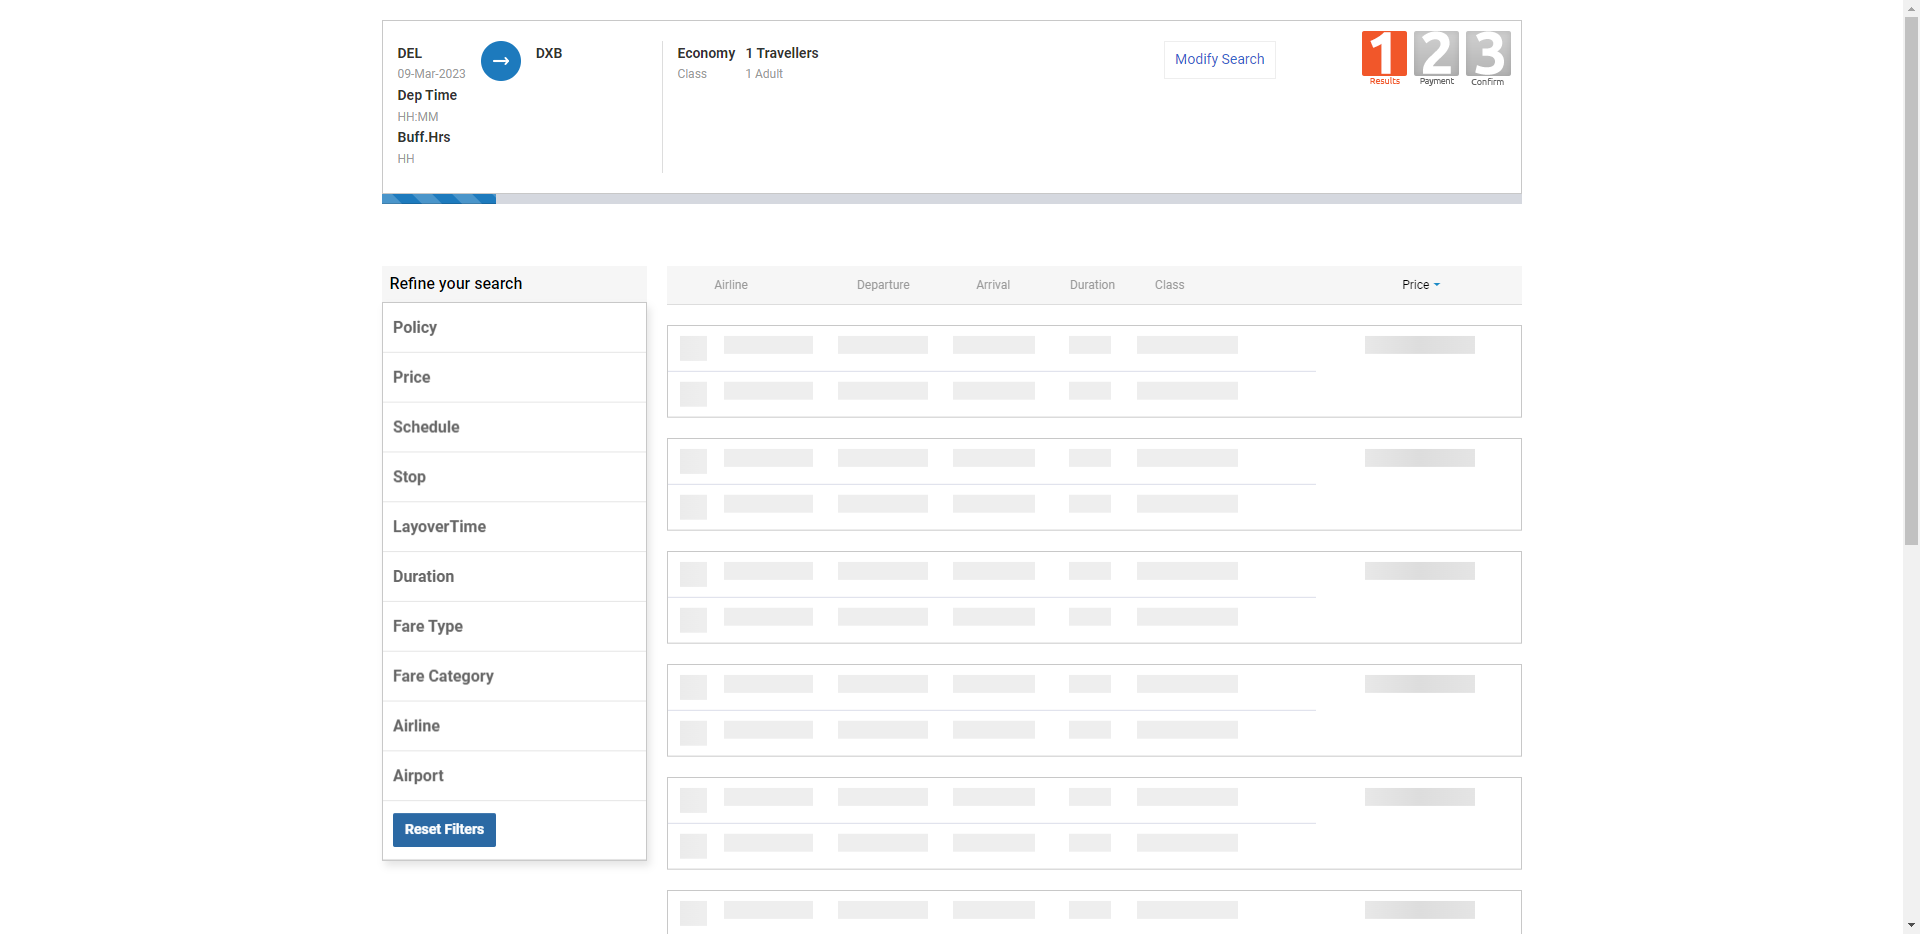 DEL
09-Mar-2023
Dep Time
HH:MM
Buff.Hrs
HH
DXB
Economy 1 Travellers
Class 1 Adult
Modify Search
1 2 3
Results Payment Confirm
Refine your search
Policy
Price
Schedule
Stop
LayoverTime
Duration
Fare Type
Fare Category
Airline
Airport
Reset Filters
Airline Departure Arrival Duration Class Price